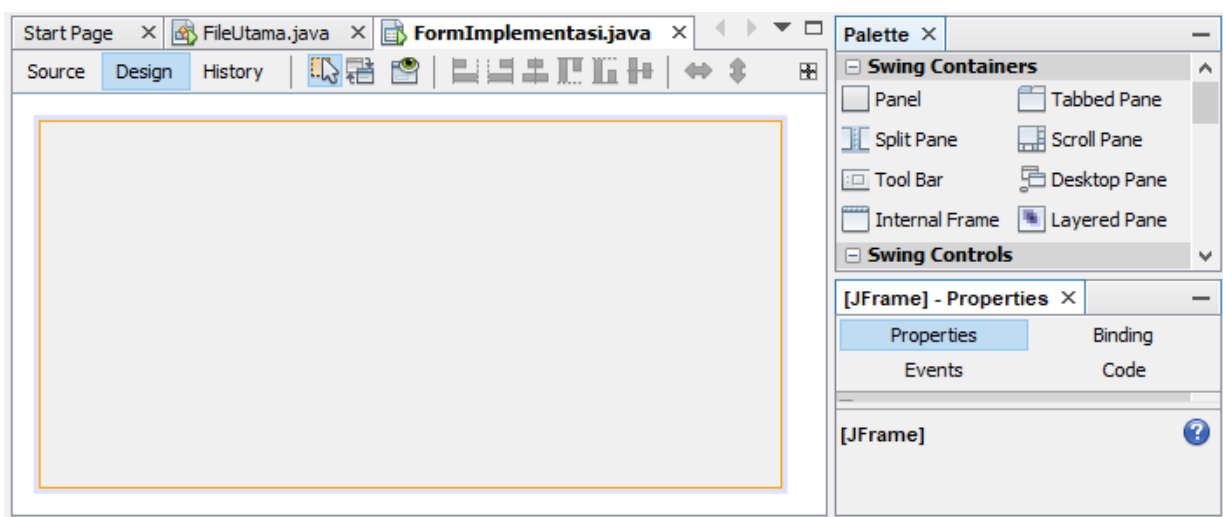 Start Page FileUtama.java FormImplementasi.java
Source Design History
Palette
Swing Containers
Panel Tabbed Pane
Split Pane Scroll Pane
Tool Bar Desktop Pane
Internal Frame Layered Pane
Swing Controls
[JFrame] - Properties
Properties Binding
Events Code
[JFrame]